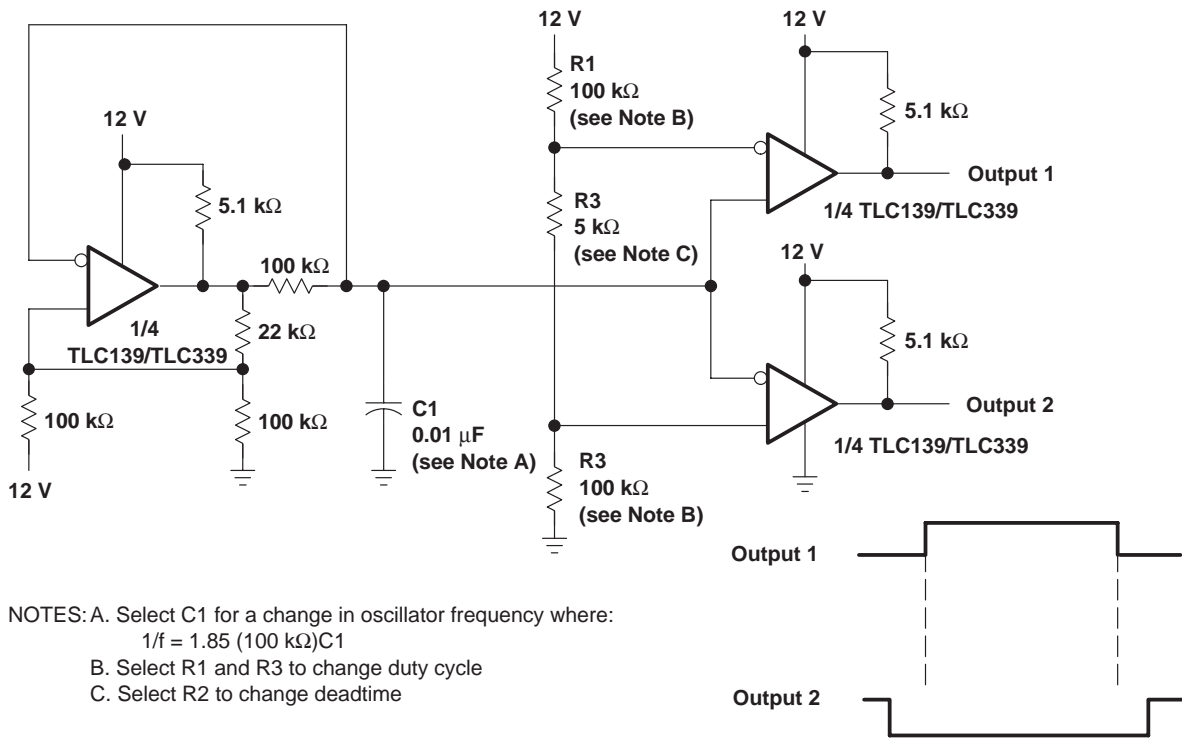 12 V
12 V
R1
100 kΩ
(see Note B)
5.1 kΩ
Output 1
1/4 TLC139/TLC339
12 V
5.1 kΩ
100 kΩ
R3
5 kΩ
(see Note C)
12 V
1/4
TLC139/TLC339
22 kΩ
5.1 kΩ
Output 2
1/4 TLC139/TLC339
100 kΩ
12 V
100 kΩ
C1
0.01 μF
(see Note A)
R3
100 kΩ
(see Note B)
Output 1
Output 2
NOTES: A. Select C1 for a change in oscillator frequency where:
1/f = 1.85 (100 kΩ)C1
B. Select R1 and R3 to change duty cycle
C. Select R2 to change deadtime